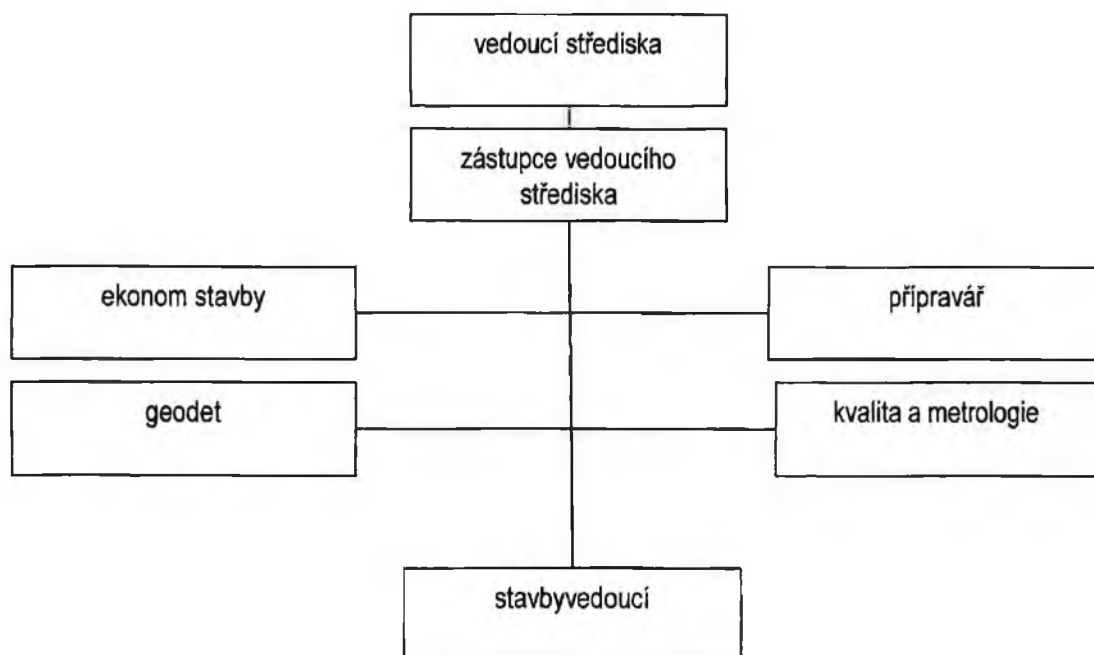 vedoucí střediska
zástupce vedoucího
střediska
ekonom stavby
přípravář
geodet
kvalita a metrologie
stavbyvedoucí